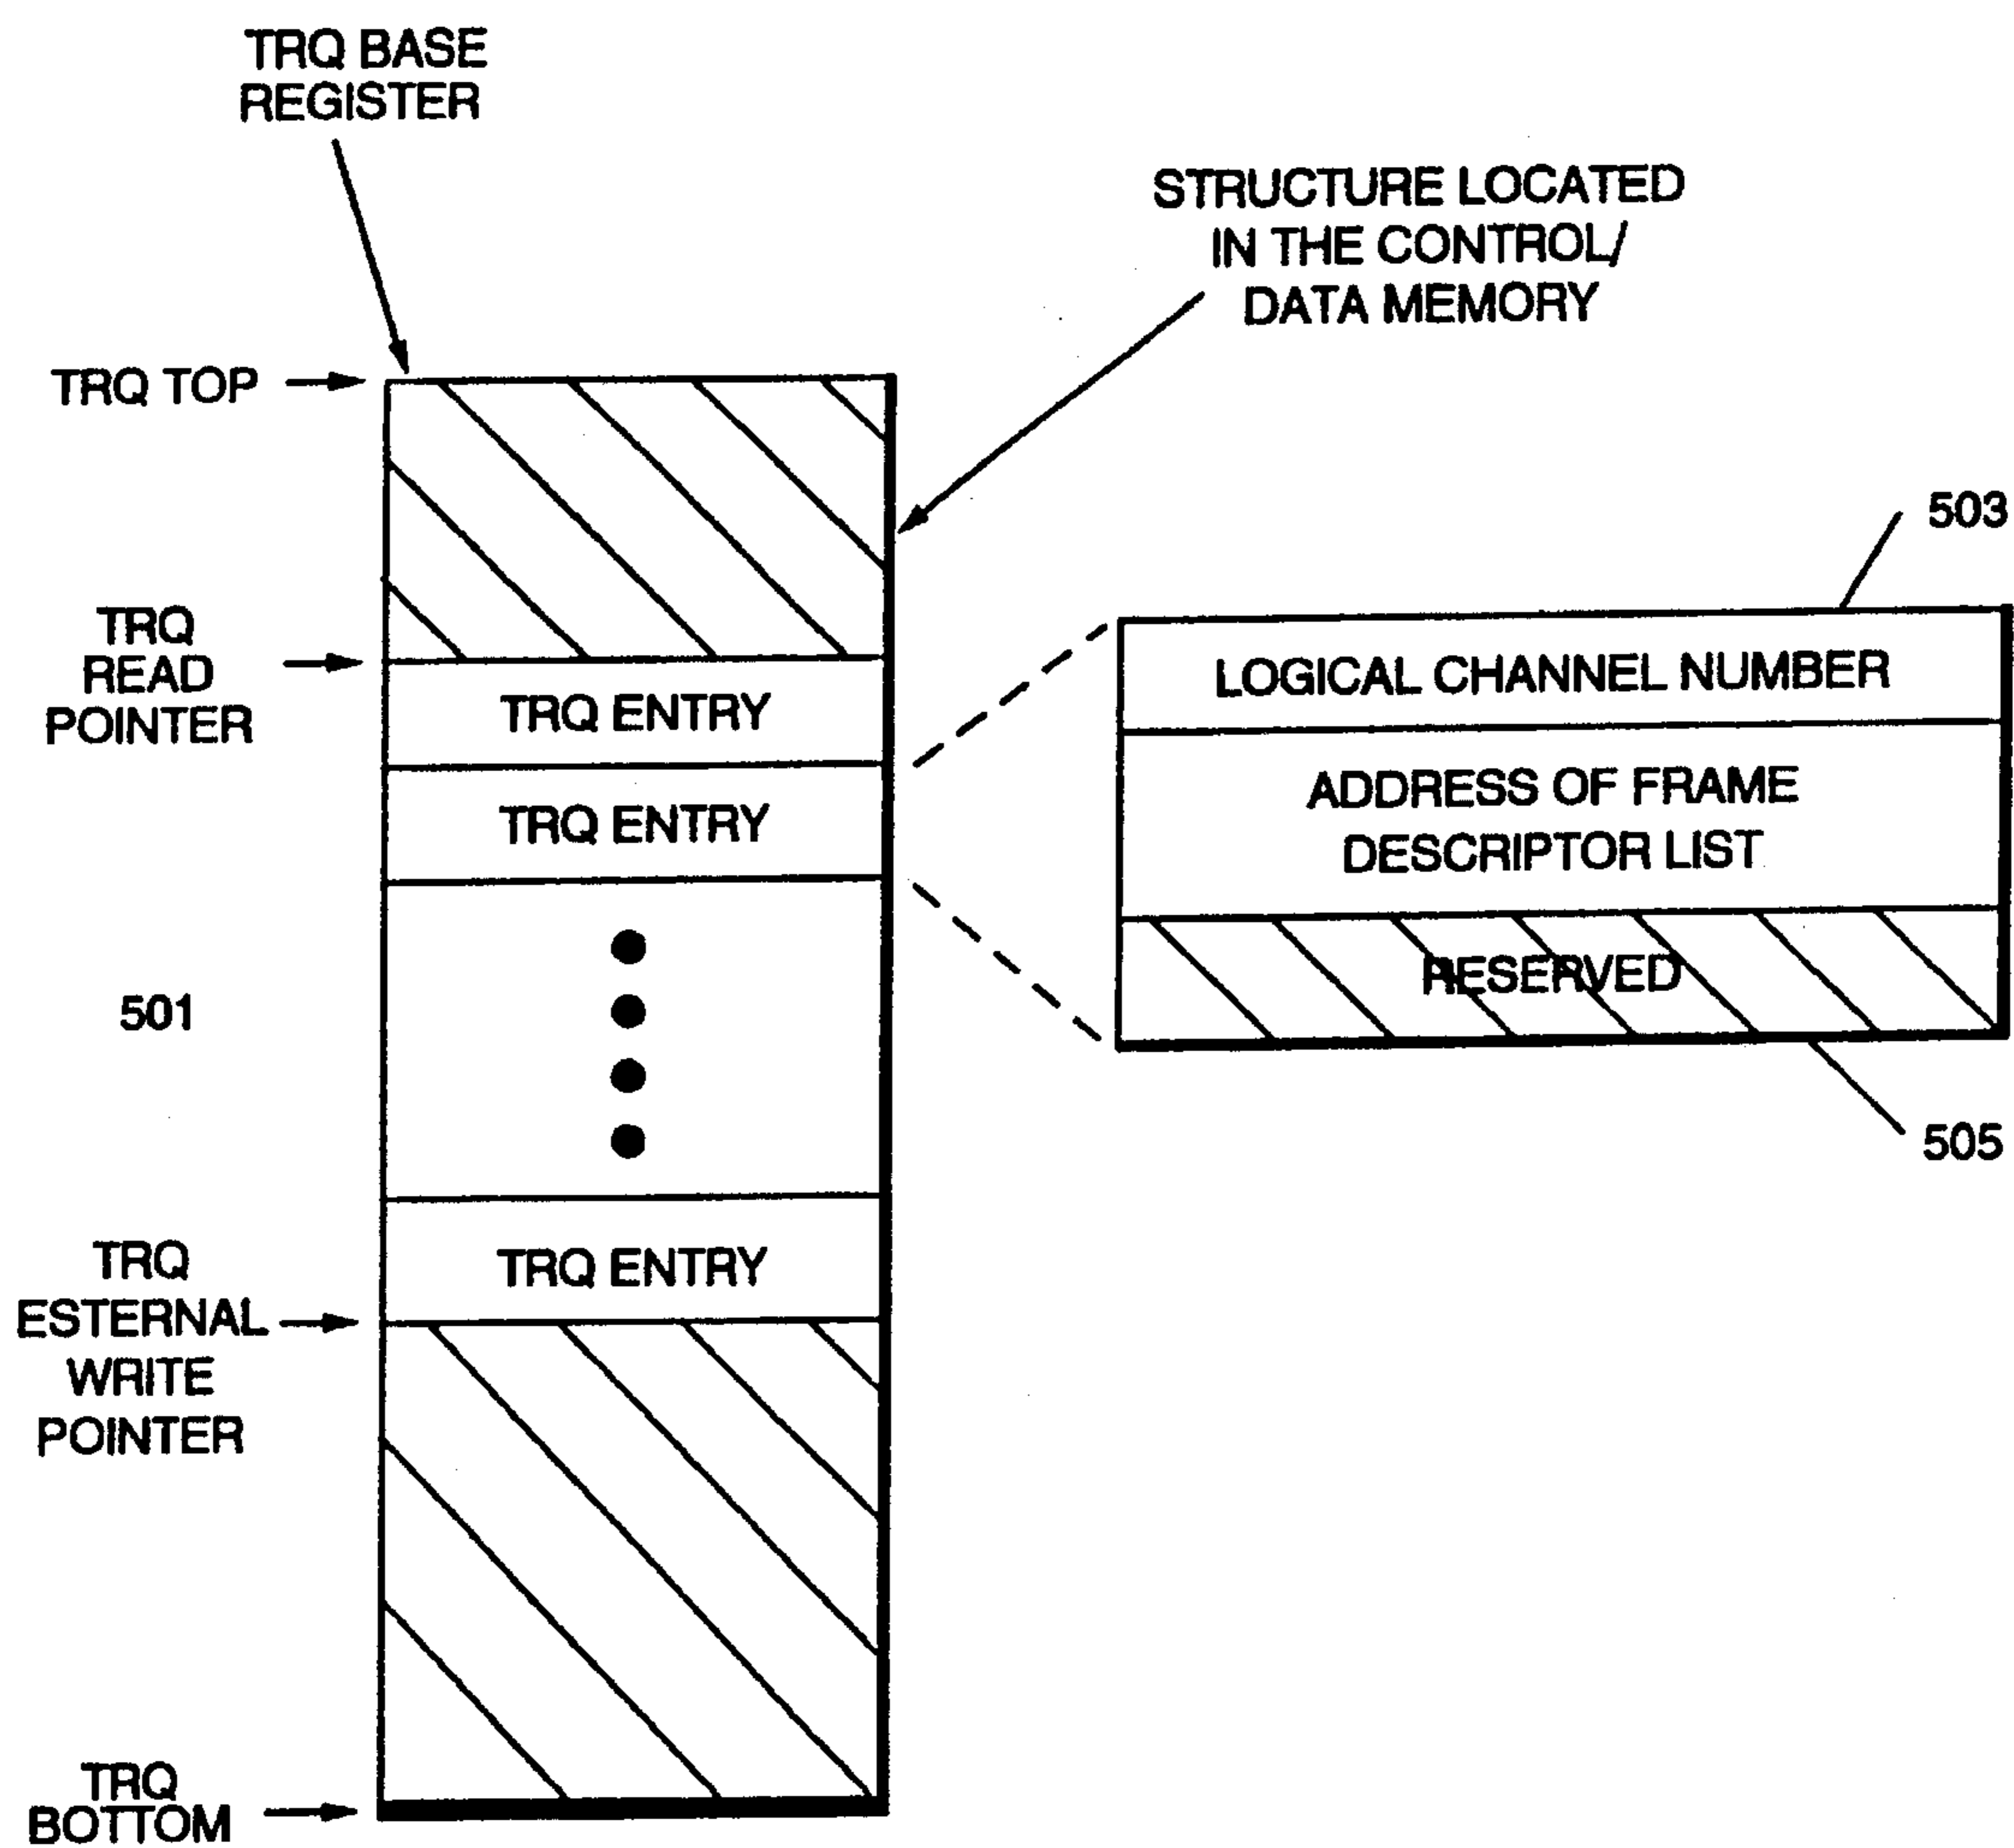 TRQ BASE
REGISTER
STRUCTURE LOCATED
IN THE CONTROL/
DATA MEMORY
TRQ TOP
503
TRQ
READ
POINTER
TRQ ENTRY
LOGICAL CHANNEL NUMBER
TRQ ENTRY
ADDRESS OF FRAME
DESCRIPTOR LIST
RESERVED
501
505
TRQ
ESTERNAL
WRITE
POINTER
TRQ ENTRY
TRQ
BOTTOM